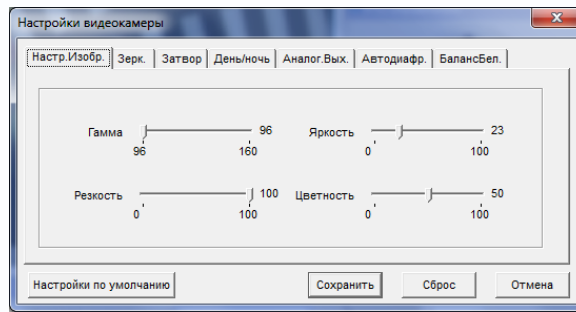 Настройки видеокамеры
Настр.Изобр. Зерк. Затвор День/ночь Аналог.Вых. Автодиафр. БалансБел.
Гамма 96 Яркость 23
96 160 0 100
Резкость 100 Цветность 50
0 100 0 100
Настройки по умолчанию Сохранить Сброс Отмена